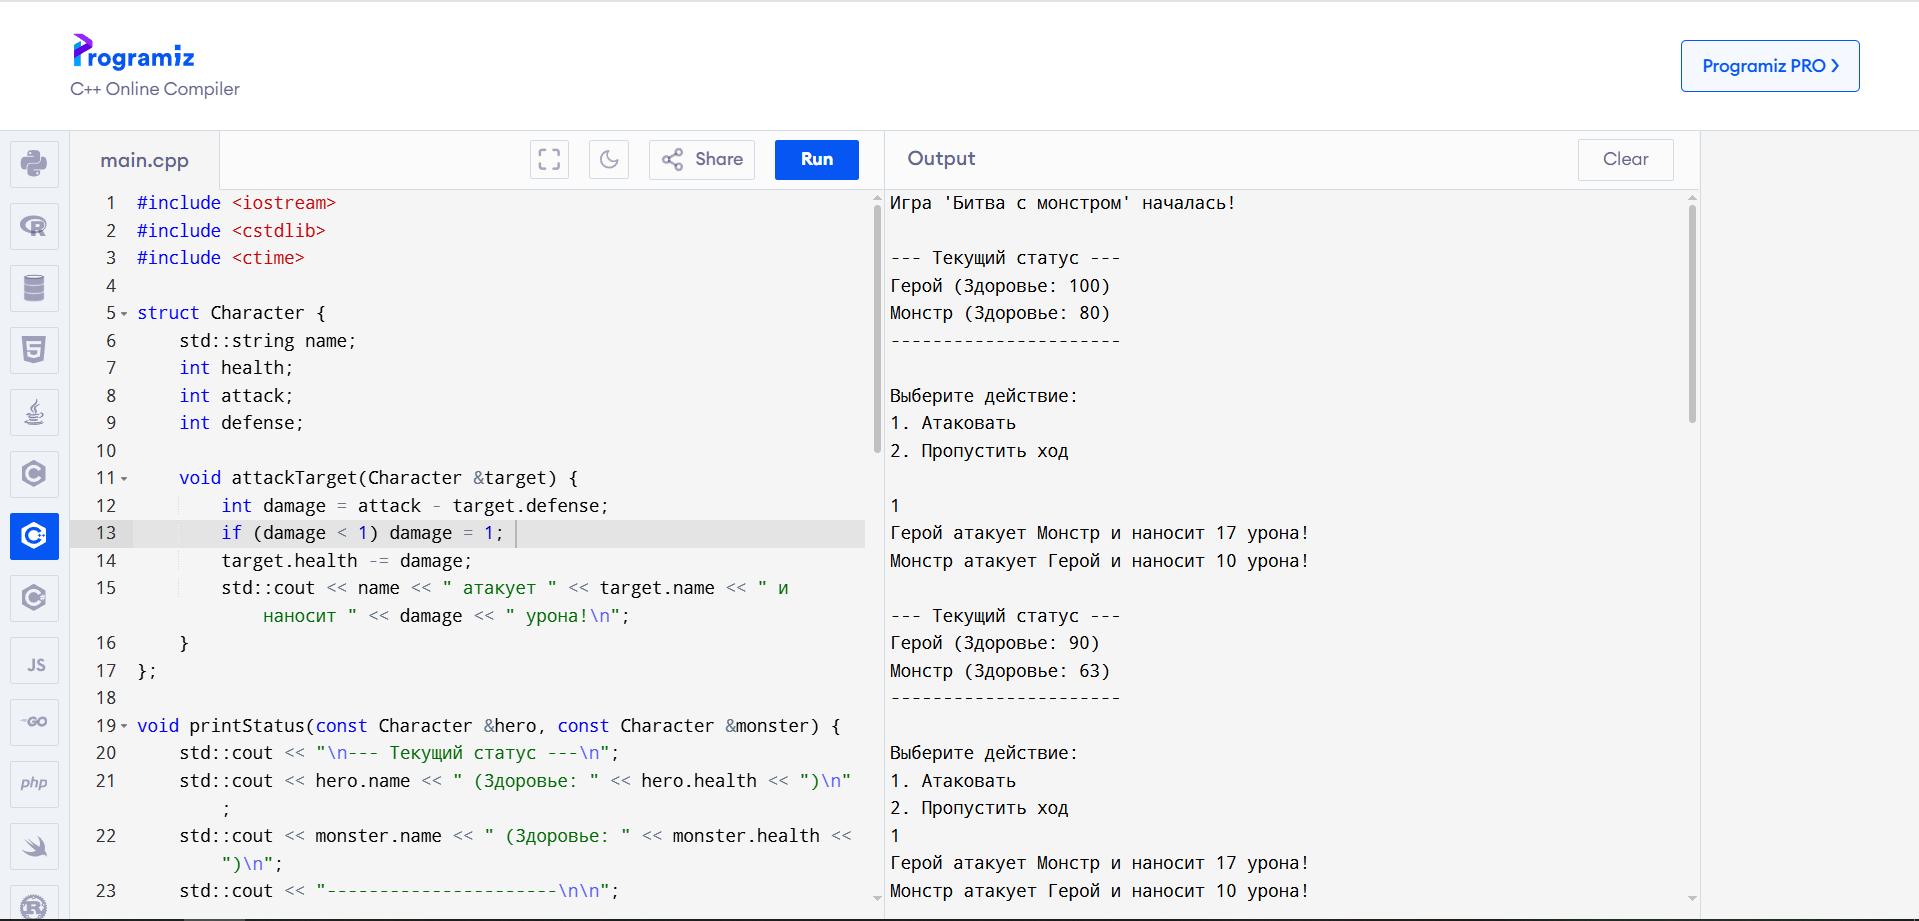 Programiz
C++ Online Compiler
Programiz PRO
main.cpp
Share
Run
Output
Clear
JS
GO
php
1 #include <iostream>
2 #include <cstdlib>
3 #include <ctime>
4
5 struct Character {
6 std::string name;
7 int health;
8 int attack;
9 int defense;
10
11 void attackTarget(Character &target) {
12 int damage = attack - target.defense;
13 if (damage < 1) damage = 1;
14 target.health -= damage;
15 std::cout << name << " атакует " << target.name << " и
наносит " << damage << " урона!\n";
16 }
17 };
18
19 void printStatus(const Character &hero, const Character &monster) {
20 std::cout << "\n--- Текущий статус ---\n";
21 std::cout << hero.name << " (Здоровье: " << hero.health << ")\n"
;
22 std::cout << monster.name << " (Здоровье: " << monster.health <<
")\n";
23 std::cout << "----------------------\n\n";
Игра 'Битва с монстром' началась!
--- Текущий статус ---
Герой (Здоровье: 100)
Монстр (Здоровье: 80)
----------------------
Выберите действие:
1. Атаковать
2. Пропустить ход
1
Герой атакует Монстр и наносит 17 урона!
Монстр атакует Герой и наносит 10 урона!
--- Текущий статус ---
Герой (Здоровье: 90)
Монстр (Здоровье: 63)
----------------------
Выберите действие:
1. Атаковать
2. Пропустить ход
1
Герой атакует Монстр и наносит 17 урона!
Монстр атакует Герой и наносит 10 урона!